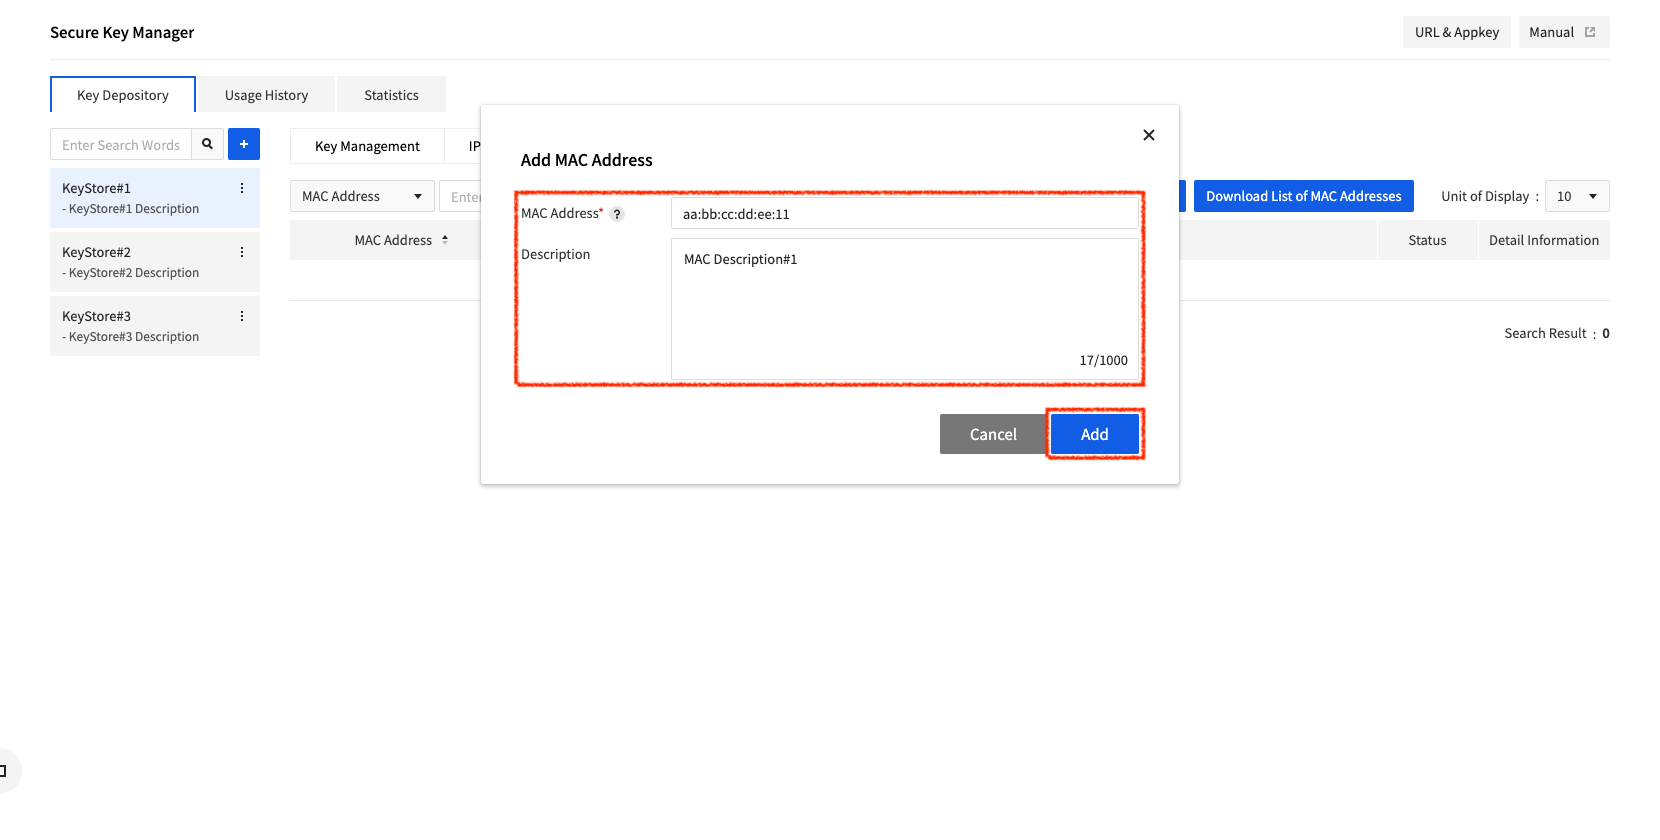 Secure Key Manager
URL & Appkey
Manual
Key Depository
Usage History
Statistics
Enter Search Words
+
Key Management
IP
KeyStore#1
- KeyStore#1 Description
KeyStore#2
- KeyStore#2 Description
KeyStore#3
- KeyStore#3 Description
MAC Address
Enter
Download List of MAC Addresses
Unit of Display :
10
MAC Address
Status
Detail Information
Search Result : 0
Add MAC Address
MAC Address* ?
aa:bb:cc:dd:ee:11
Description
MAC Description#1
17/1000
Cancel
Add